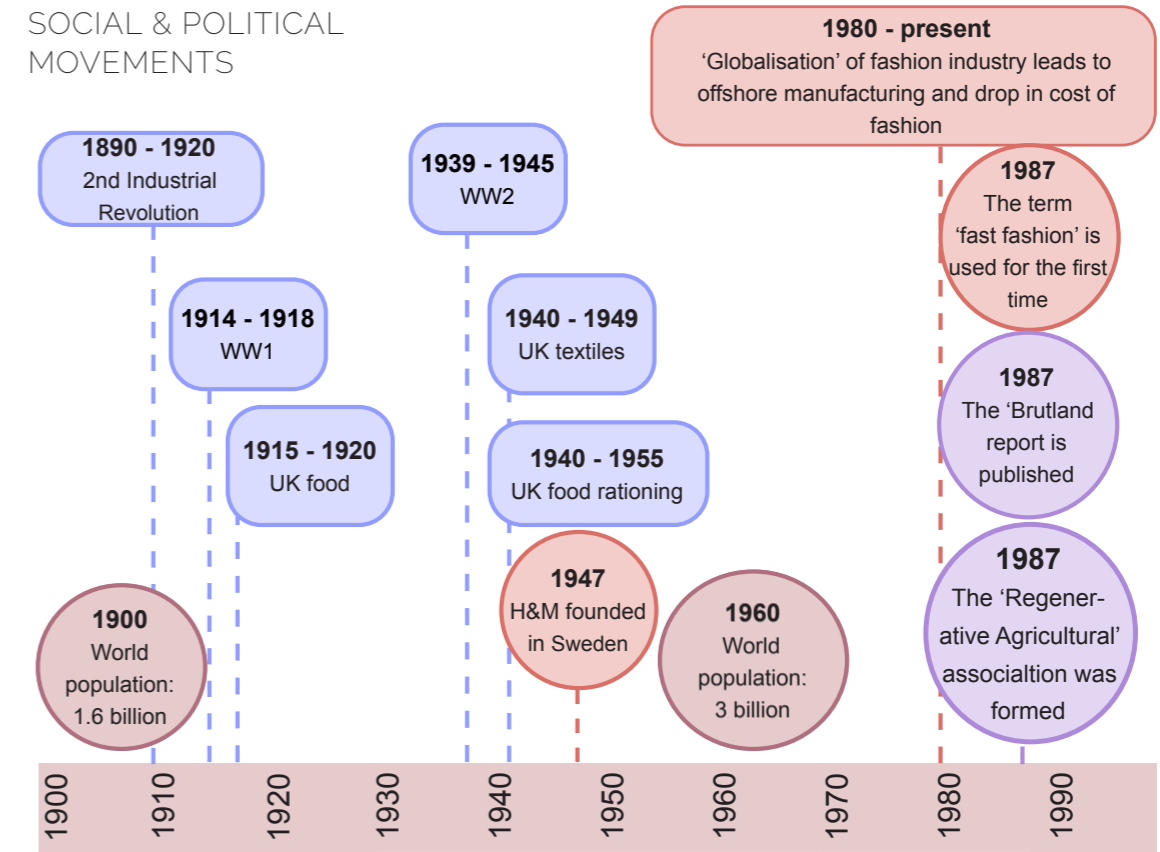 SOCIAL & POLITICAL
MOVEMENTS
1980 - present
‘Globalisation’ of fashion industry leads to
offshore manufacturing and drop in cost of
fashion
1890 - 1920
2nd Industrial
Revolution
1939 - 1945
WW2
1987
The term
‘fast fashion’ is
used for the first
time
1914 - 1918
WW1
1940 - 1949
UK textiles
1987
The ‘Brutland
report is
published
1915 - 1920
UK food
1940 - 1955
UK food rationing
1987
The ‘Regener-
ative Agricultural’
associaltion was
formed
1947
H&M founded
in Sweden
1900
World
population:
1.6 billion
1960
World
population:
3 billion
1900
1910
1920
1930
1940
1950
1960
1970
1980
1990